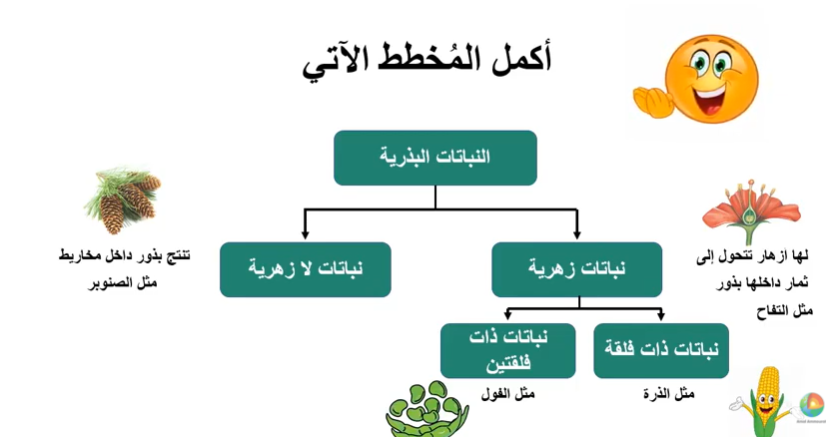 أكمل المُخطط الآتي
النباتات البذرية
نباتات زهرية
نباتات لا زهرية
لها ازهار تتحول إلى
ثمار داخلها بذور
مثل التفاح
تنتج بذور داخل مخاريط
مثل الصنوبر
نباتات ذات فلقة
نباتات ذات
فلقتين
مثل الذرة
مثل الفول